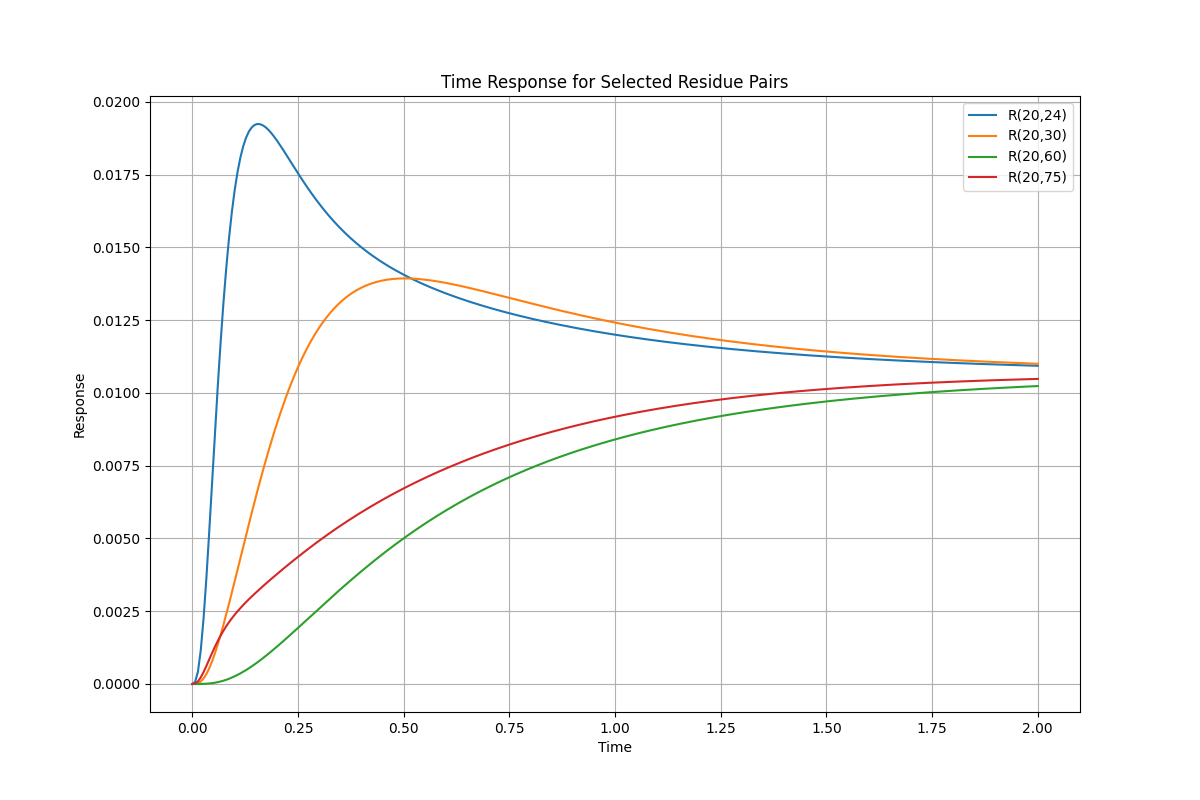 Time Response for Selected Residue Pairs
0.0200
0.0175
0.0150
0.0125
0.0100
0.0075
0.0050
0.0025
0.0000
Response
R(20,24)
R(20,30)
R(20,60)
R(20,75)
0.00 0.25 0.50 0.75 1.00 1.25 1.50 1.75 2.00
Time